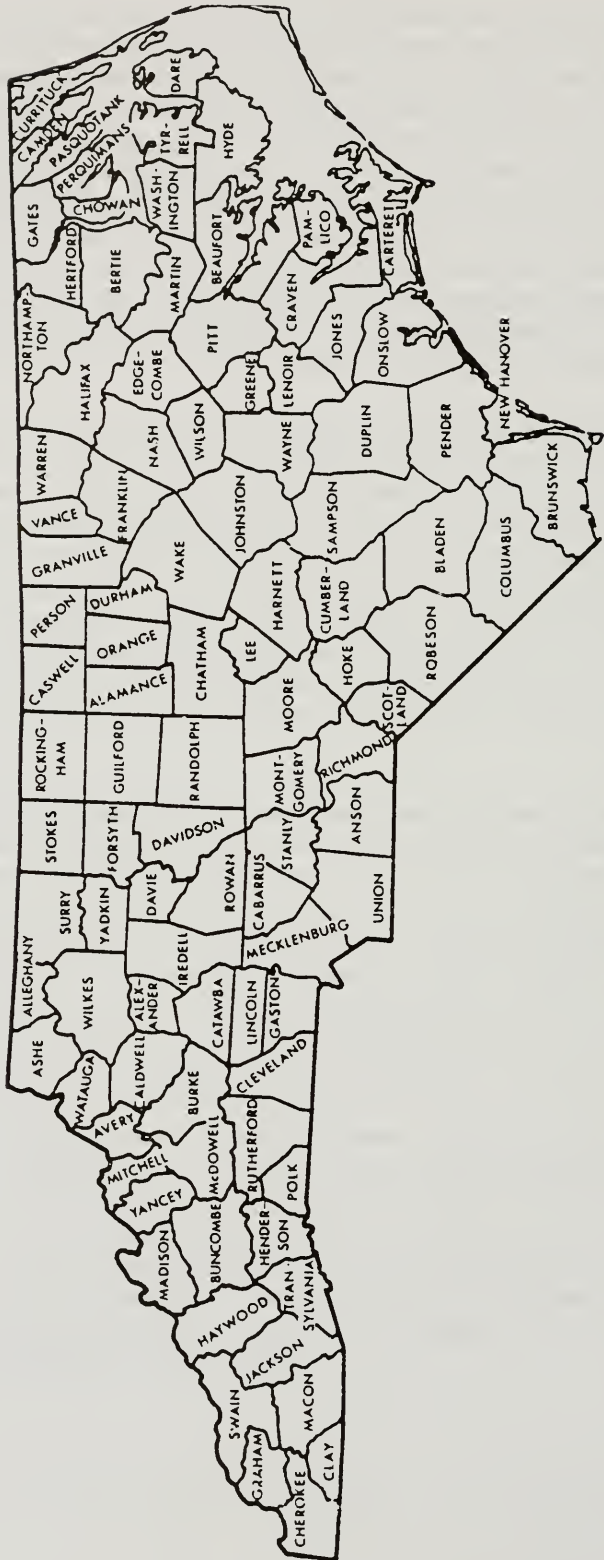 CHEROKEE
GRAHAM
CLAY
SWAIN
MACON
JACKSON
HAYWOOD
TRAN-
SYLVANIA
MADISON
BUNCOMBE
HENDER-
SON
YANCEY
MITCHELL
McDOWELL
RUTHERFORD
POLK
AVERY
WATAUGA
ASHE
CALDWELL
BURKE
CLEVELAND
ALLEGHANY
WILKES
ALEX-
ANDER
CATAWBA
LINCOLN
GASTON
SURRY
YADKIN
IREDELL
MECKLENBURG
DAVIE
ROWAN
CABARRUS
UNION
STOKES
FORSYTH
DAVIDSON
STANLY
ANSON
ROCKING-
HAM
GUILFORD
RANDOLPH
MONT-
GOMERY
RICHMOND
CASWELL
ALAMANCE
ORANGE
CHATHAM
MOORE
SCOT-
LAND
HOKE
LEE
PERSON
DURHAM
GRANVILLE
WAKE
HARNETT
CUMBER-
LAND
ROBESON
VANCE
WARREN
FRANKLIN
JOHNSTON
SAMPSON
BLADEN
COLUMBUS
BRUNSWICK
NORTHAMP-
TON
HALIFAX
NASH
EDGE-
COMBE
WILSON
WAYNE
DUPLIN
PENDER
NEW HANOVER
GREENE
LENOIR
PITT
JONES
ONSLOW
CRAVEN
HERTFORD
BERTIE
MARTIN
BEAUFORT
PAM-
LICO
CARTERET
GATES
CHOWAN
PERQUIMANS
PASQUOTANK
CAMDEN
CURRITUCK
WASH-
INGTON
TYR-
RELL
DARE
HYDE